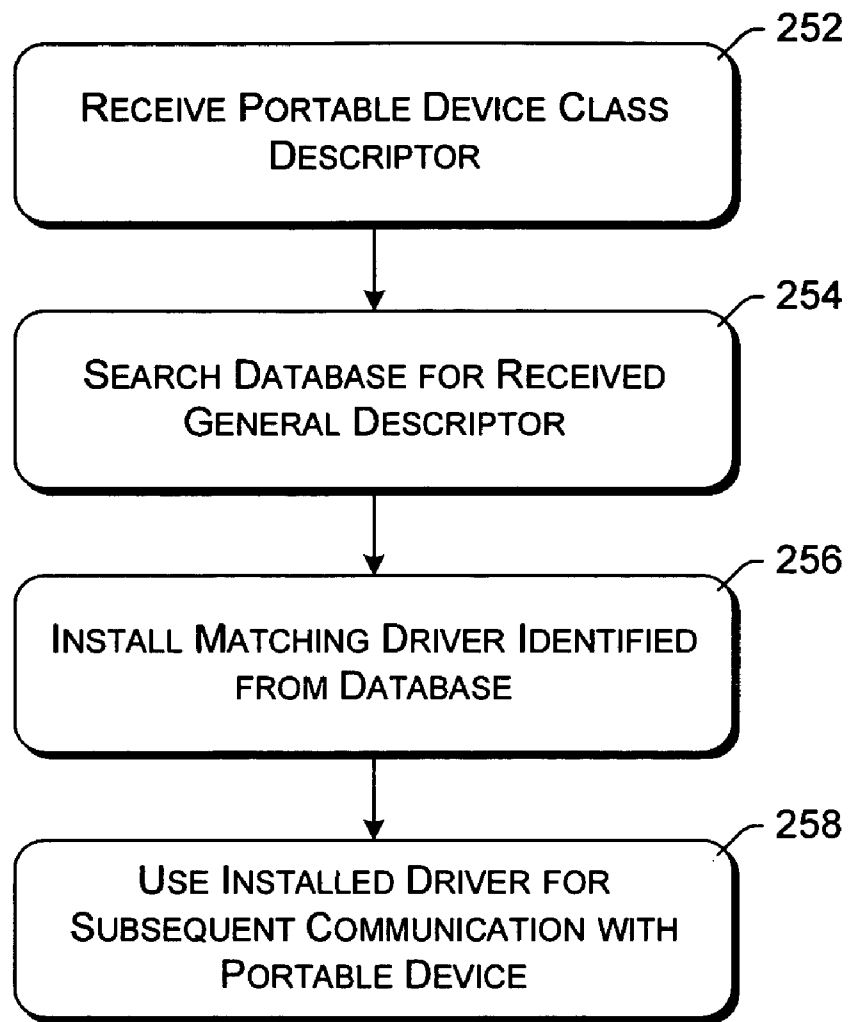 252
RECEIVE PORTABLE DEVICE CLASS
DESCRIPTOR
254
SEARCH DATABASE FOR RECEIVED
GENERAL DESCRIPTOR
256
INSTALL MATCHING DRIVER IDENTIFIED
FROM DATABASE
258
USE INSTALLED DRIVER FOR
SUBSEQUENT COMMUNICATION WITH
PORTABLE DEVICE